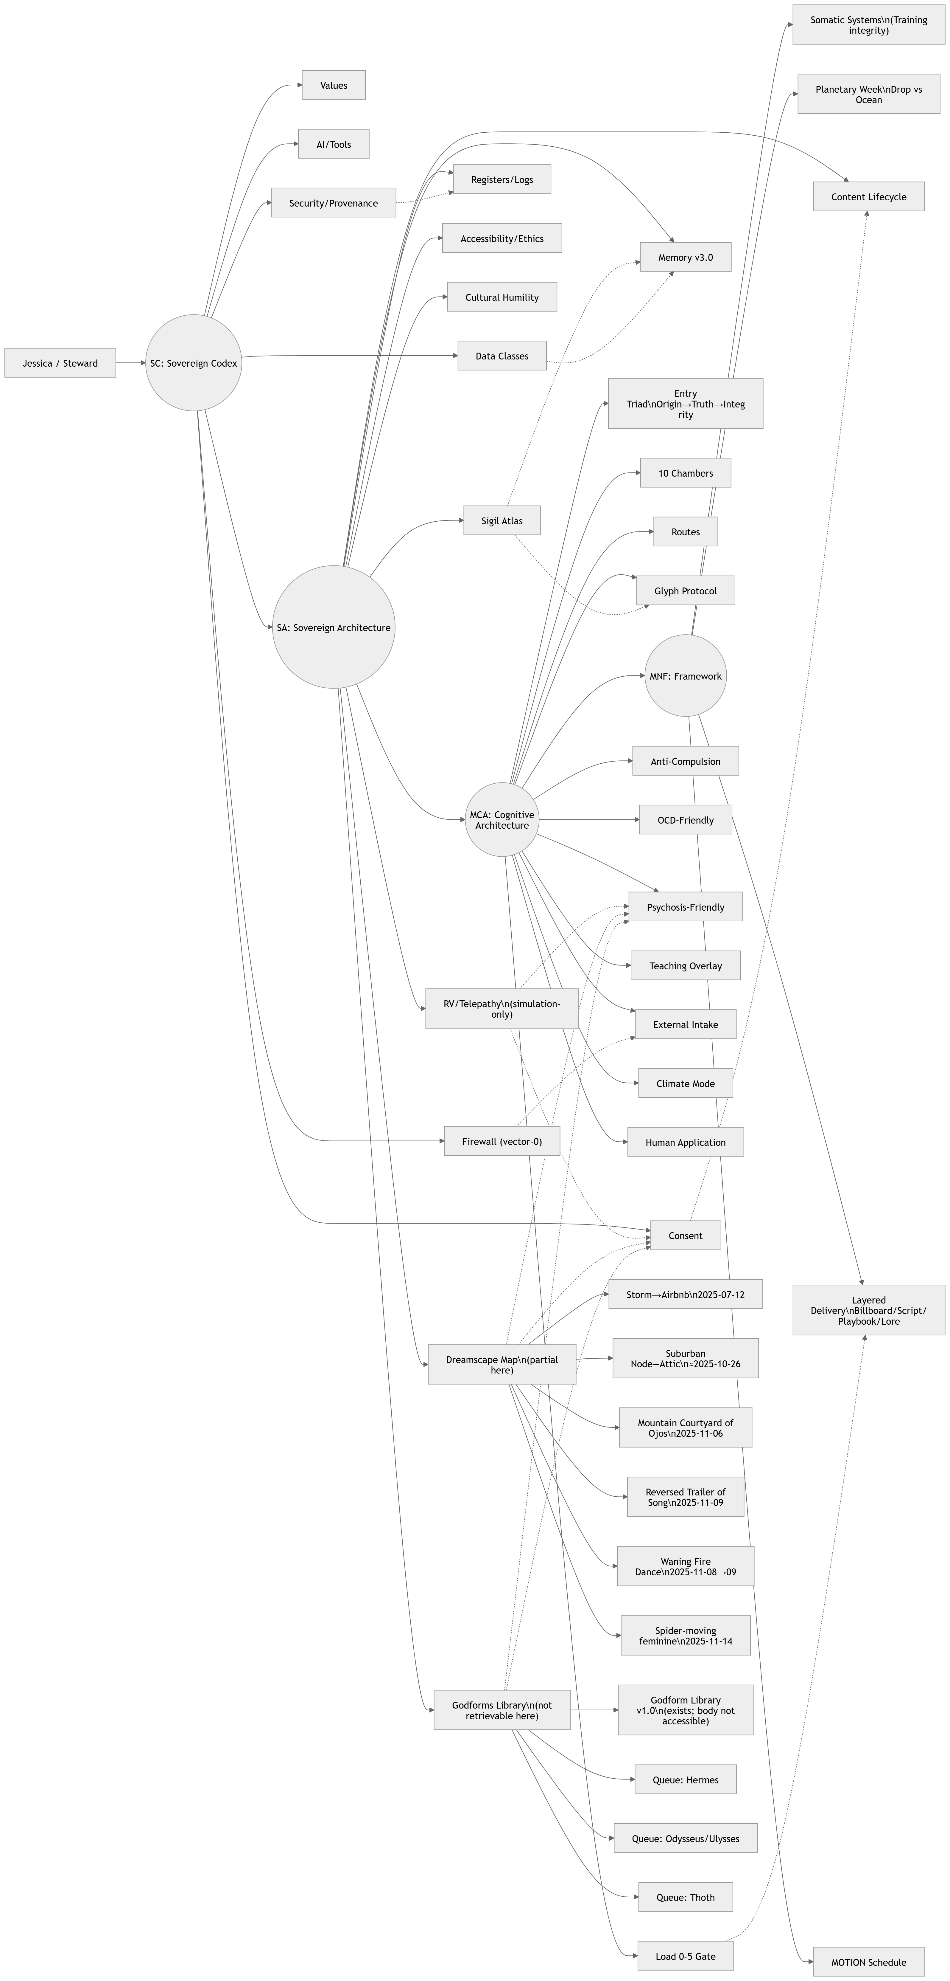 Somatic Systems\n(Training
integrity)
Values
Planetary Week\nDrop vs
Ocean
AI/Tools
Registers/Logs
Security/Provenance
Content Lifecycle
Accessibility/Ethics
Memory v3.0
Cultural Humility
Data Classes
Jessica / Steward
SC: Sovereign Codex
Entry
Triad\nOrigin→Truth→Integ
rity
10 Chambers
Sigil Atlas
Routes
Glyph Protocol
SA: Sovereign Architecture
MNF: Framework
Anti-Compulsion
MCA: Cognitive
Architecture
OCD-Friendly
Psychosis-Friendly
Teaching Overlay
RV/Telepathy\n(simulation-
only)
External Intake
Climate Mode
Firewall (vector-0)
Human Application
Consent
Storm→Airbnb\n2025-07-12
Layered
Delivery\nBillboard/Script/
Playbook/Lore
Dreamscape Map\n(partial
here)
Suburban
Node–Attic\n≈2025-10-26
Mountain Courtyard of
Ojos\n2025-11-06
Reversed Trailer of
Song\n2025-11-09
Waning Fire
Dance\n2025-11-08→09
Spider-moving
feminine\n2025-11-14
Godforms Library\n(not
retrievable here)
Godform Library
v1.0\n(exists; body not
accessible)
Queue: Hermes
Queue: Odysseus/Ulysses
Queue: Thoth
Load 0-5 Gate
MOTION Schedule